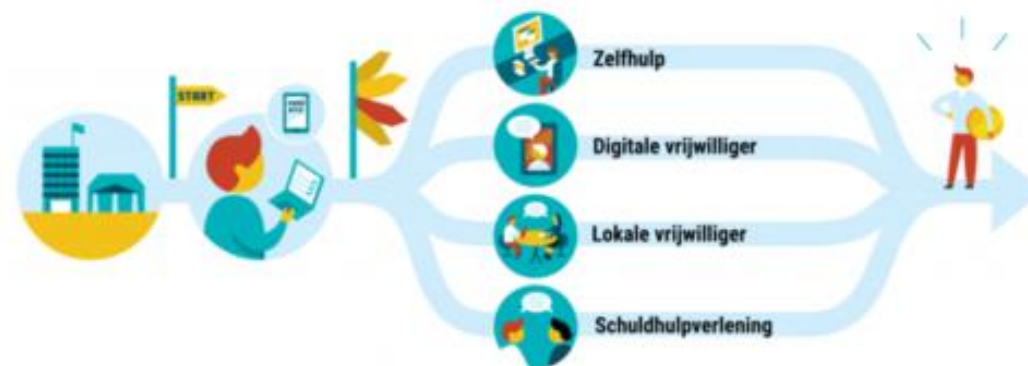 START
Zelfhulp
Digitale vrijwilliger
Lokale vrijwilliger
Schuldhulpverlening